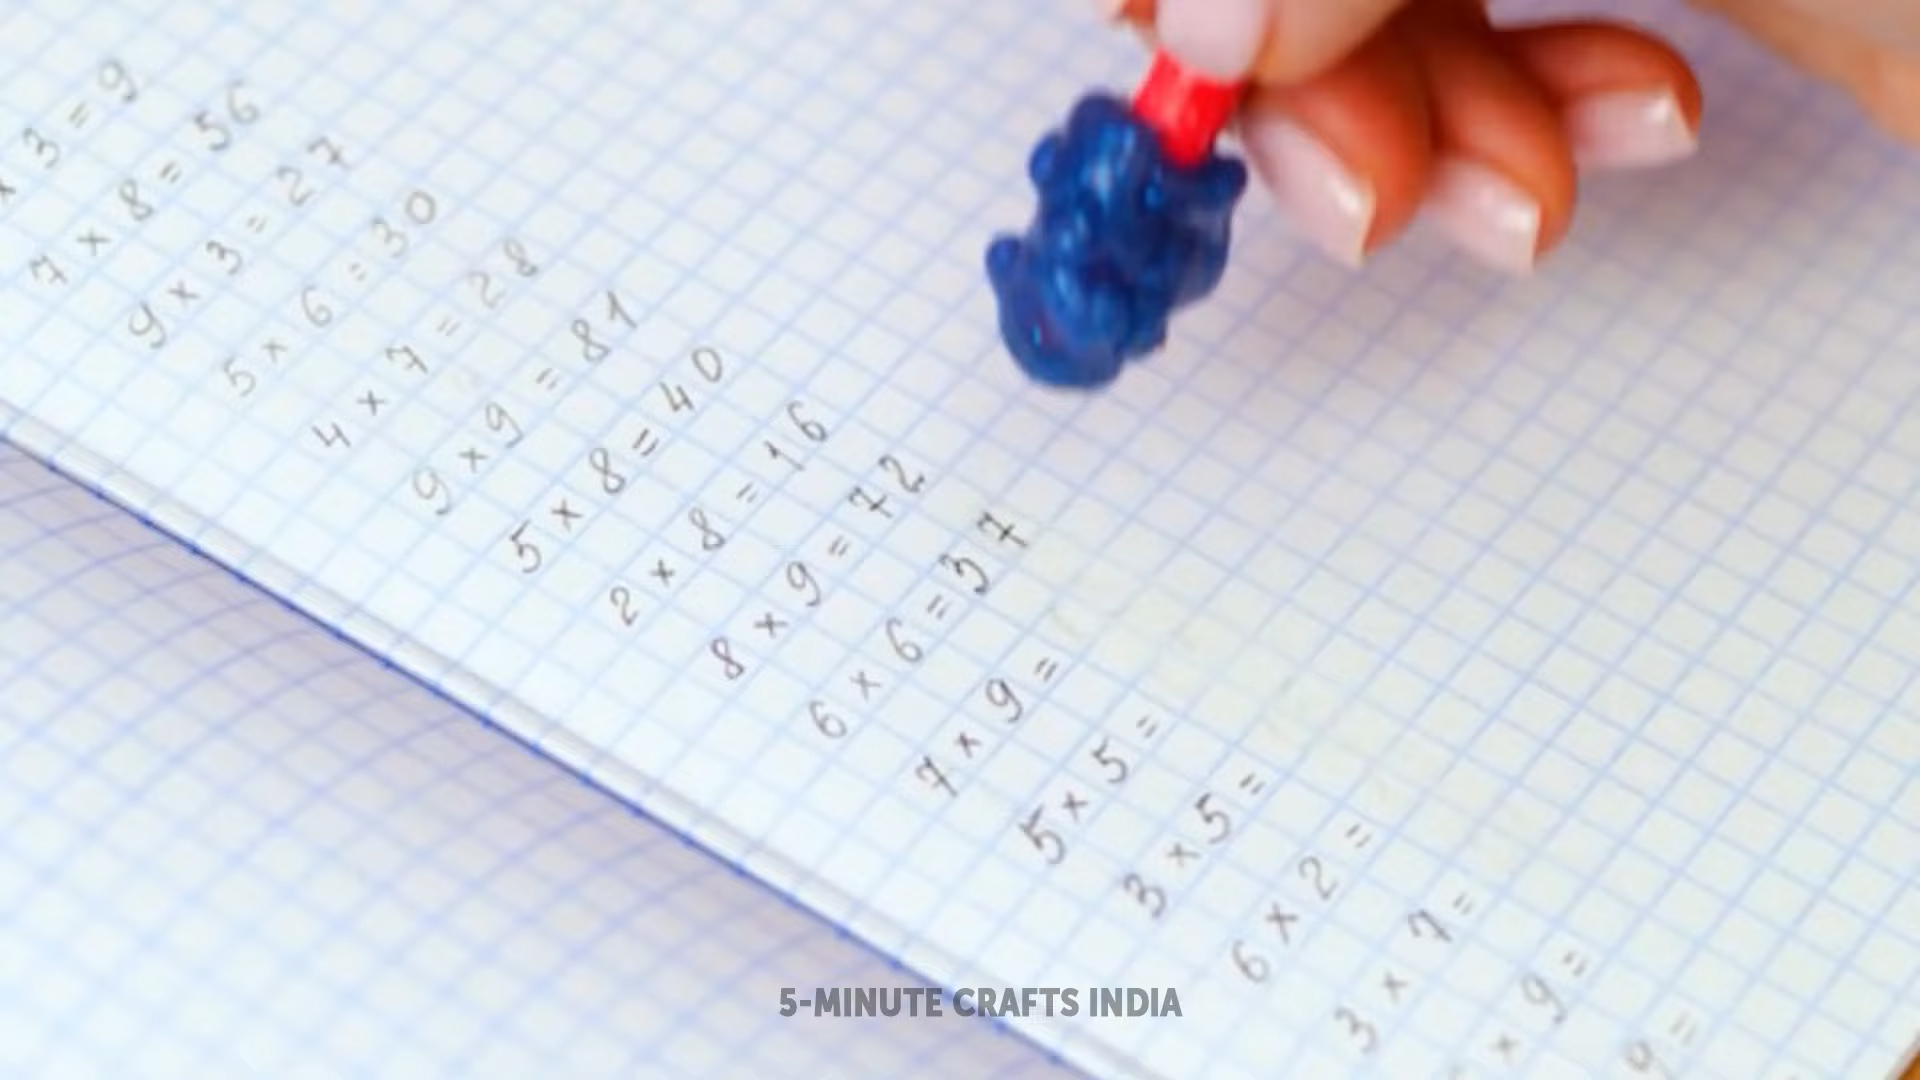 x 3 = 9
7 x 8 = 56
9 x 3 = 27
5 x 6 = 30
4 x 7 = 28
9 x 9 = 81
5 x 8 = 40
2 x 8 = 16
8 x 9 = 72
6 x 6 = 37
7 x 9 =
5 x 5 =
3 x 5 =
6 x 2 =
3 x 7 =
x 9 =
9 =
5-MINUTE CRAFTS INDIA